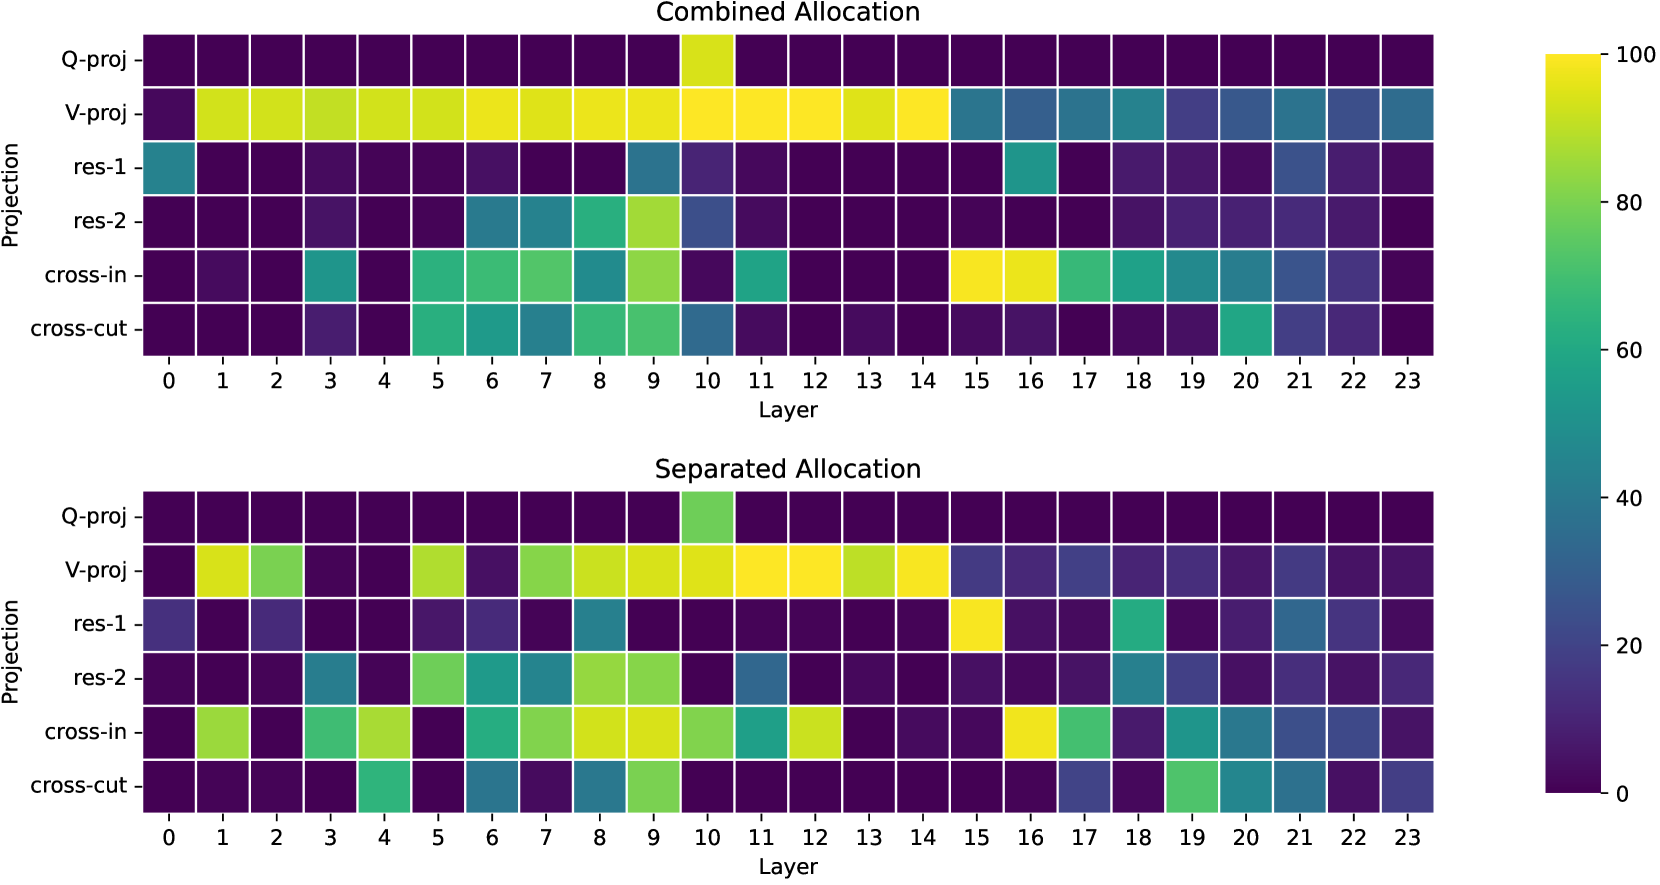 Combined Allocation
Projection
Q-proj
V-proj
res-1
res-2
cross-in
cross-cut
0 1 2 3 4 5 6 7 8 9 10 11 12 13 14 15 16 17 18 19 20 21 22 23
Layer
Separated Allocation
Projection
Q-proj
V-proj
res-1
res-2
cross-in
cross-cut
0 1 2 3 4 5 6 7 8 9 10 11 12 13 14 15 16 17 18 19 20 21 22 23
Layer
100
80
60
40
20
0